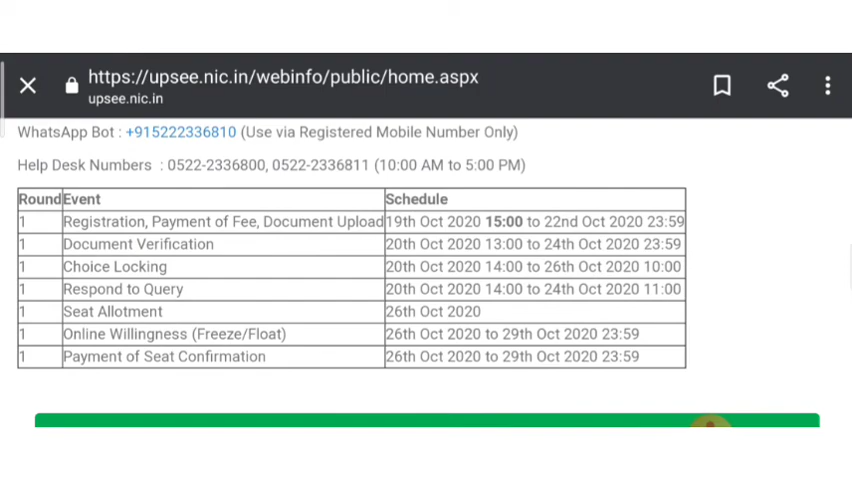 https://upsee.nic.in/webinfo/public/home.aspx
upsee.nic.in
WhatsApp Bot : +915222336810 (Use via Registered Mobile Number Only)
Help Desk Numbers : 0522-2336800, 0522-2336811 (10:00 AM to 5:00 PM)
Round Event Schedule
1 Registration, Payment of Fee, Document Upload 19th Oct 2020 15:00 to 22nd Oct 2020 23:59
1 Document Verification 20th Oct 2020 13:00 to 24th Oct 2020 23:59
1 Choice Locking 20th Oct 2020 14:00 to 26th Oct 2020 10:00
1 Respond to Query 20th Oct 2020 14:00 to 24th Oct 2020 11:00
1 Seat Allotment 26th Oct 2020
1 Online Willingness (Freeze/Float) 26th Oct 2020 to 29th Oct 2020 23:59
1 Payment of Seat Confirmation 26th Oct 2020 to 29th Oct 2020 23:59